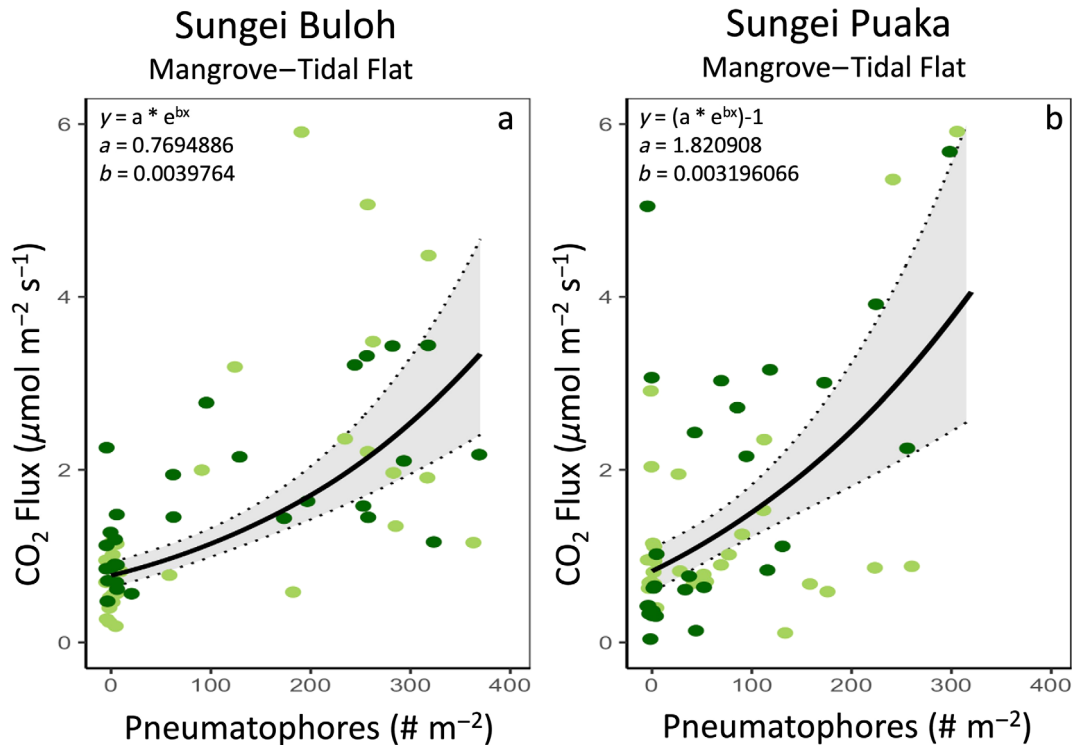 Sungei Buloh
Mangrove–Tidal Flat
a
y = a * e^bx
a = 0.7694886
b = 0.0039764
6
4
2
0
CO₂ Flux (μmol m⁻² s⁻¹)
0 100 200 300 400
Pneumatophores (# m⁻²)
Sungei Puaka
Mangrove–Tidal Flat
b
y = (a * e^bx)-1
a = 1.820908
b = 0.003196066
6
4
2
0
CO₂ Flux (μmol m⁻² s⁻¹)
0 100 200 300 400
Pneumatophores (# m⁻²)